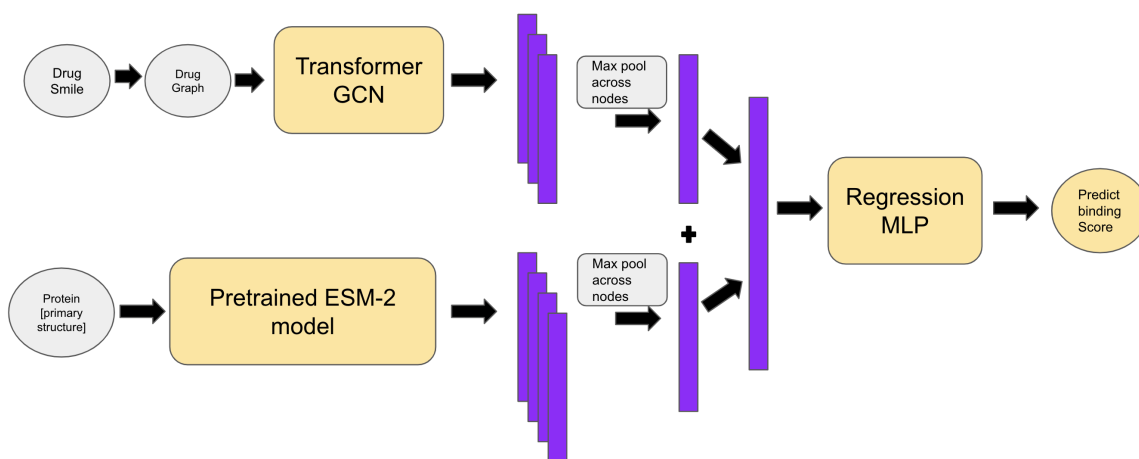 Drug
Smile
Drug
Graph
Transformer
GCN
Max pool
across
nodes
+
Regression
MLP
Predict
binding
Score
Protein
[primary
structure]
Pretrained ESM-2
model
Max pool
across
nodes